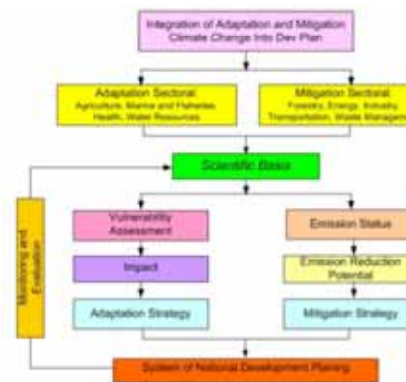 Integration of Adaptation and Mitigation
Climate Change Into Dev Plan
Adaptation Sectoral:
Agriculture, Marine and Fisheries
Health, Water Resources
Mitigation Sectoral:
Forestry, Energy, Industry,
Transportation, Waste Managem
Scientific Basis
Vulnerability
Assessment
Emission Status
Impact
Emission Reduction
Potential
Adaptation Strategy
Mitigation Strategy
Monitoring and
Evaluation
System of National Development Planing